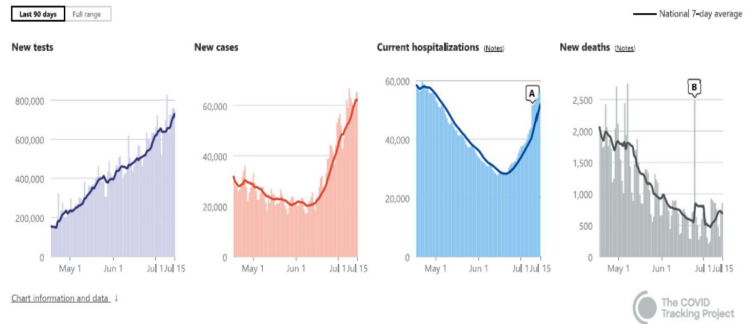 Last 90 days
Full range
National 7-day average
New tests
New cases
Current hospitalizations (Notes)
New deaths (Notes)
800,000
600,000
400,000
200,000
0
May 1
Jun 1
Jul 1
Jul 15
60,000
40,000
20,000
0
May 1
Jun 1
Jul 1
Jul 15
60,000
40,000
20,000
0
A
May 1
Jun 1
Jul 1
Jul 15
2,500
2,000
1,500
1,000
500
0
B
May 1
Jun 1
Jul 1
Jul 15
Chart information and data ↓
The COVID
Tracking Project